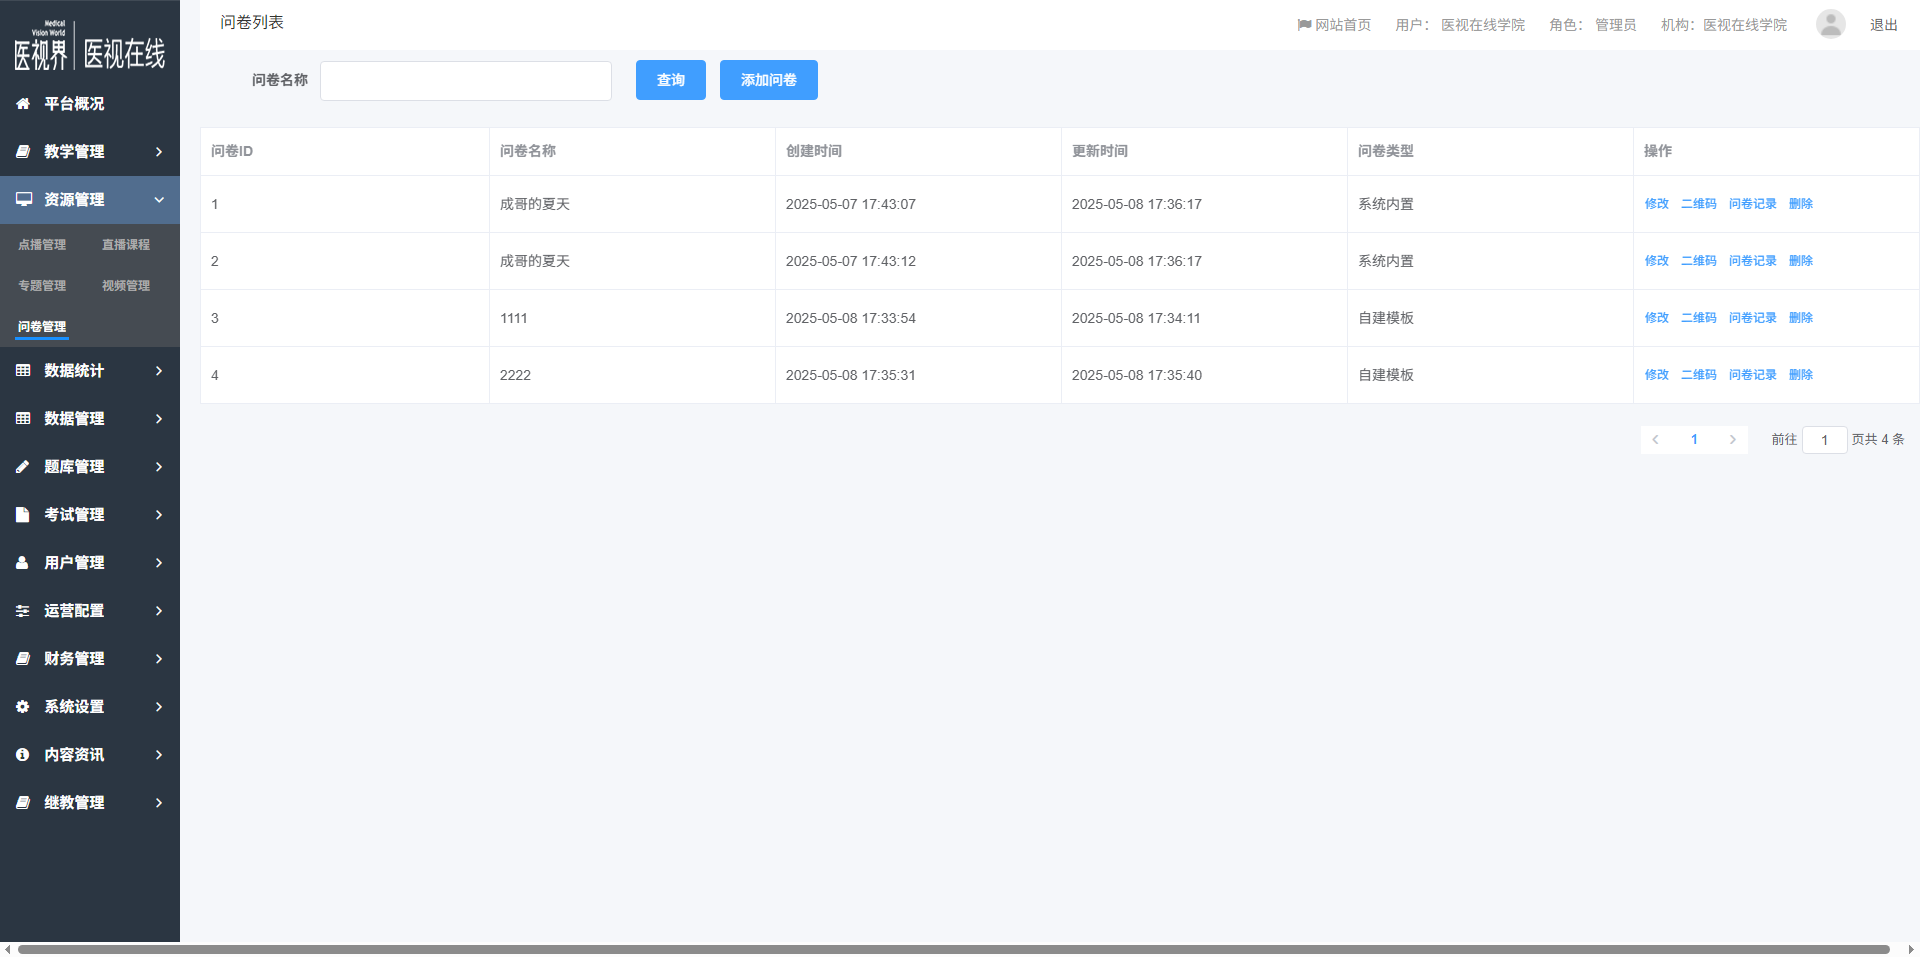 Medical
Vision World
医视界 医视在线
平台概况
教学管理
资源管理
点播管理 直播课程
专题管理 视频管理
问卷管理
数据统计
数据管理
题库管理
考试管理
用户管理
运营配置
财务管理
系统设置
内容资讯
继教管理
问卷列表 网站首页 用户： 医视在线学院 角色： 管理员 机构：医视在线学院 退出
问卷名称 查询 添加问卷
问卷ID 问卷名称 创建时间 更新时间 问卷类型 操作
1 成哥的夏天 2025-05-07 17:43:07 2025-05-08 17:36:17 系统内置 修改 二维码 问卷记录 删除
2 成哥的夏天 2025-05-07 17:43:12 2025-05-08 17:36:17 系统内置 修改 二维码 问卷记录 删除
3 1111 2025-05-08 17:33:54 2025-05-08 17:34:11 自建模板 修改 二维码 问卷记录 删除
4 2222 2025-05-08 17:35:31 2025-05-08 17:35:40 自建模板 修改 二维码 问卷记录 删除
1 前往 1 页共 4 条